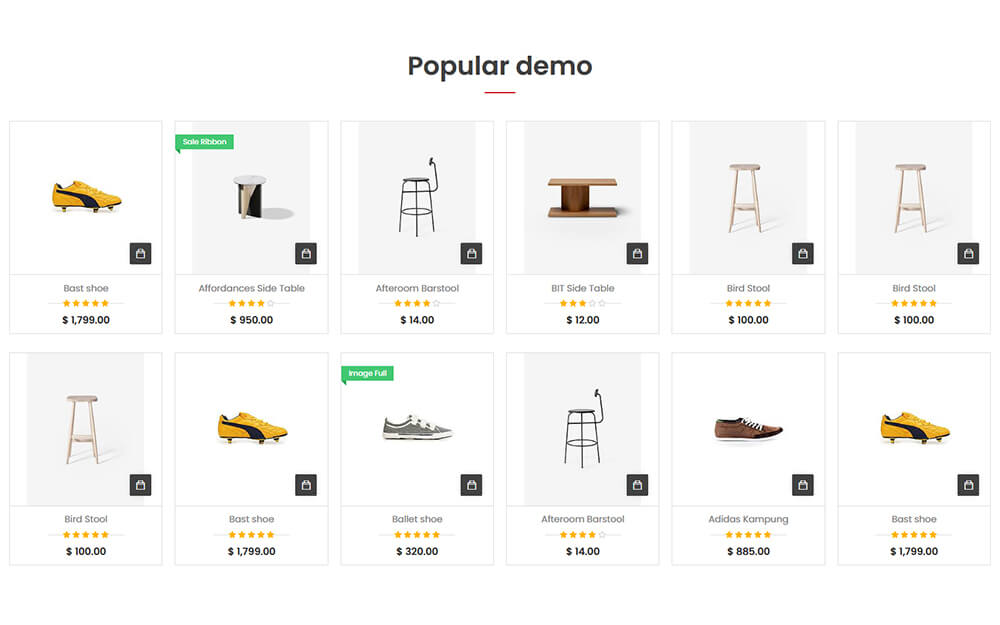 Popular demo
Sale Ribbon
Bast shoe
$ 1,799.00
Affordances Side Table
$ 950.00
Afteroom Barstool
$ 14.00
BIT Side Table
$ 12.00
Bird Stool
$ 100.00
Bird Stool
$ 100.00
Image Full
Bird Stool
$ 100.00
Bast shoe
$ 1,799.00
Ballet shoe
$ 320.00
Afteroom Barstool
$ 14.00
Adidas Kampung
$ 885.00
Bast shoe
$ 1,799.00